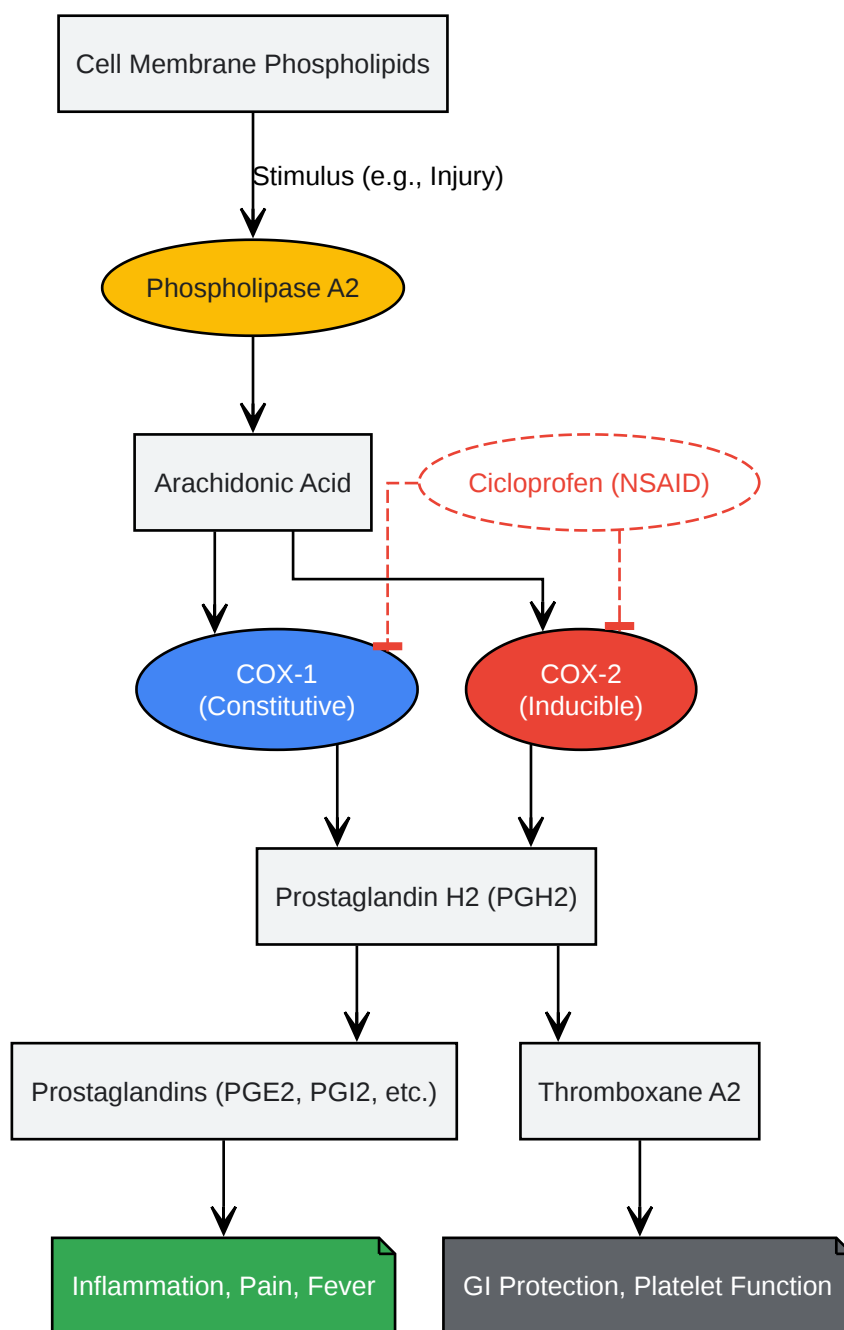 Cell Membrane Phospholipids
Stimulus (e.g., Injury)
Phospholipase A2
Arachidonic Acid
Cicloprofen (NSAID)
COX-1
(Constitutive)
COX-2
(Inducible)
Prostaglandin H2 (PGH2)
Prostaglandins (PGE2, PGI2, etc.)
Thromboxane A2
Inflammation, Pain, Fever
GI Protection, Platelet Function